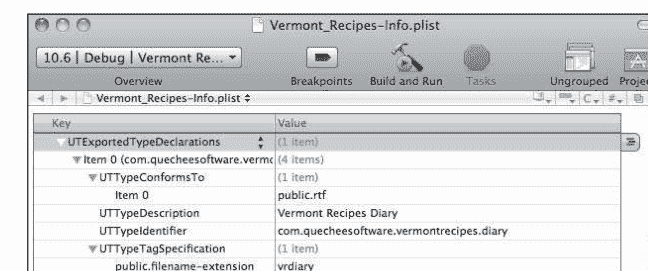 Vermont_Recipes-Info.plist
10.6 | Debug | Vermont Re...
Overview Breakpoints Build and Run Tasks Ungrouped
Vermont_Recipes-Info.plist
Key Value
UTExportedTypeDeclarations (1 item)
Item 0 (com.quecheesoftware.vermo (4 items)
UTTypeConformsTo (1 item)
Item 0 public.rtf
UTTypeDescription Vermont Recipes Diary
UTTypeIdentifier com.quecheesoftware.vermontrecipes.diary
UTTypeTagSpecification (1 item)
public.filename-extension vrdiary